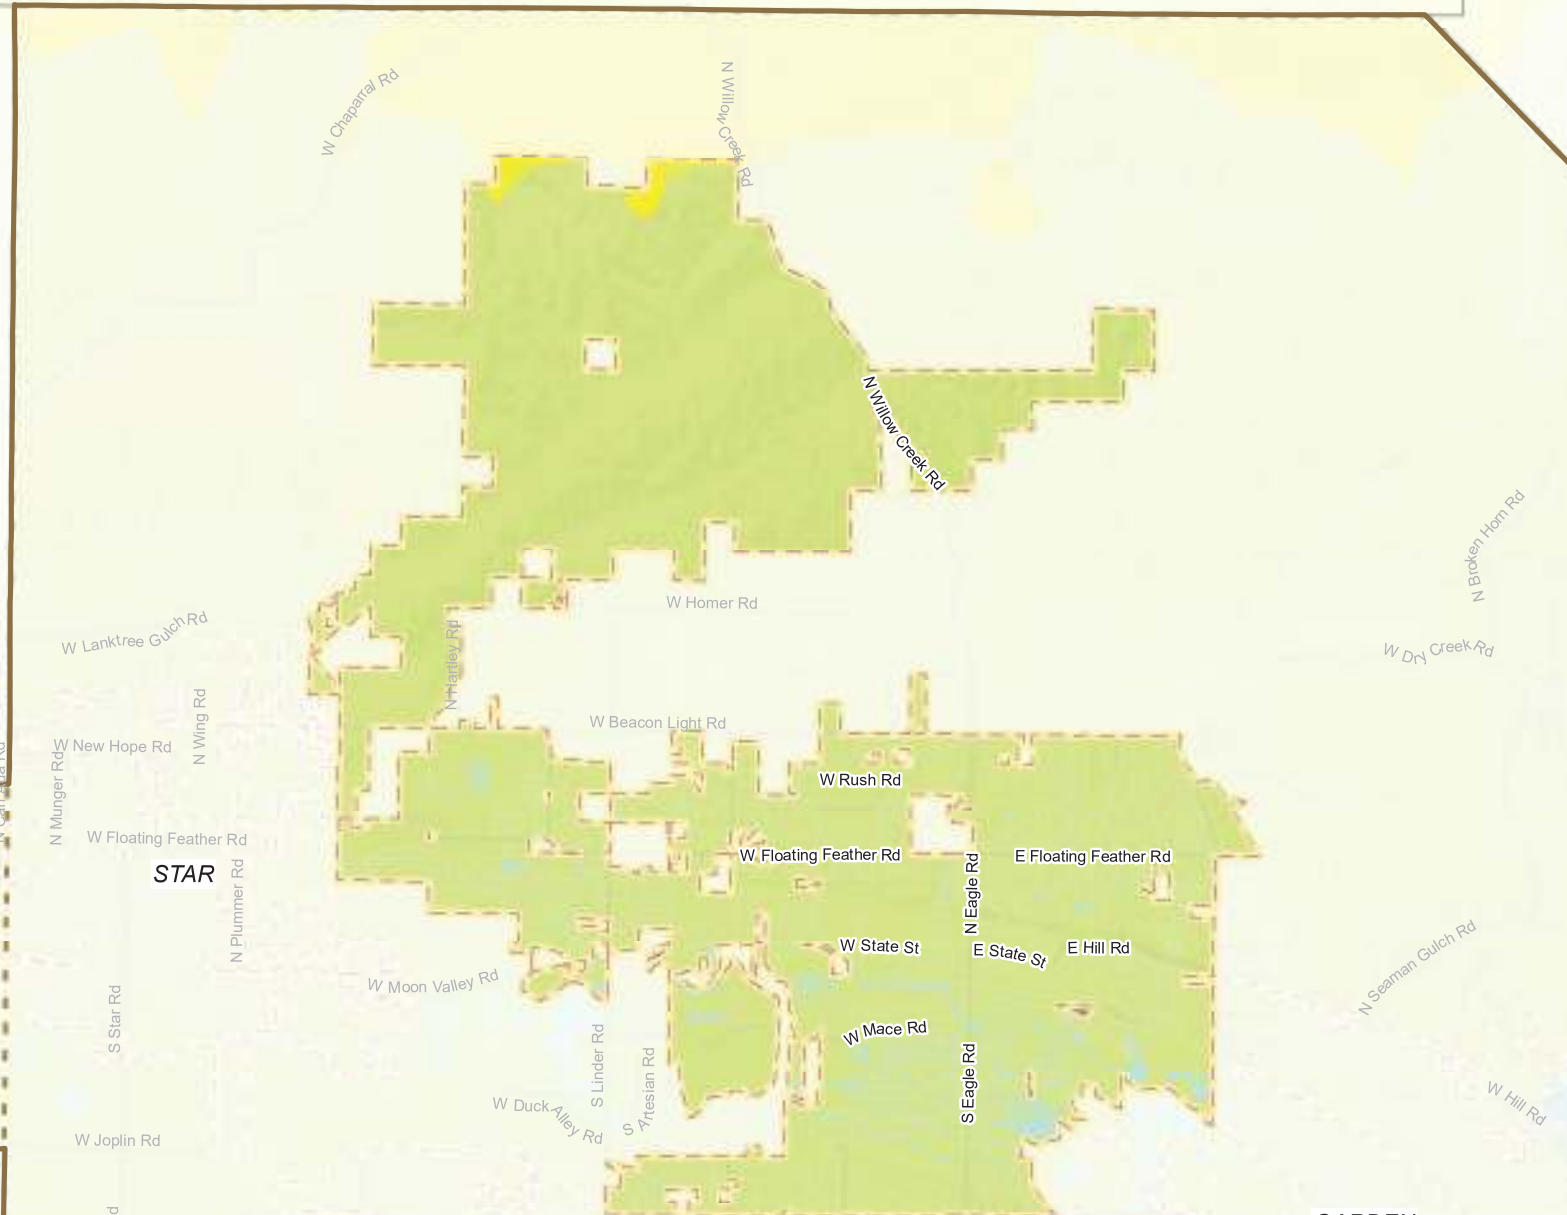 W Chaparral Rd
N Willow Creek Rd
N Willow Creek Rd
N Broken Horn Rd
W Homer Rd
W Lanktree Gulch Rd
N Hartley Rd
W Dry Creek Rd
N Wing Rd
W Beacon Light Rd
W New Hope Rd
N Munger Rd
W Rush Rd
W Floating Feather Rd
W Floating Feather Rd
E Floating Feather Rd
STAR
N Plummer Rd
N Eagle Rd
W State St
E State St
E Hill Rd
N Seaman Gulch Rd
W Moon Valley Rd
S Star Rd
W Mace Rd
S Linder Rd
S Artesian Rd
S Eagle Rd
W Duck Alley Rd
W Hill Rd
W Joplin Rd